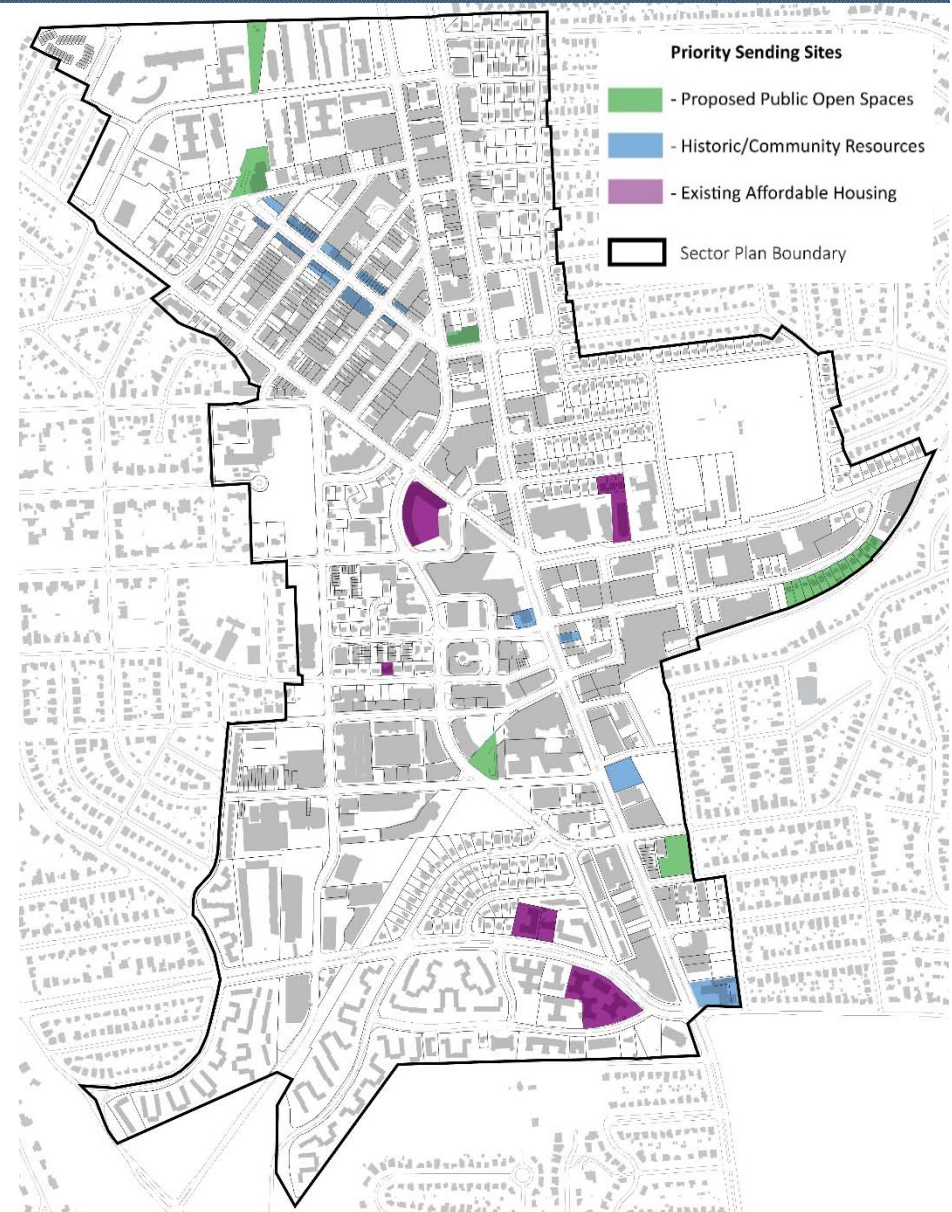 Priority Sending Sites
- Proposed Public Open Spaces
- Historic/Community Resources
- Existing Affordable Housing
Sector Plan Boundary